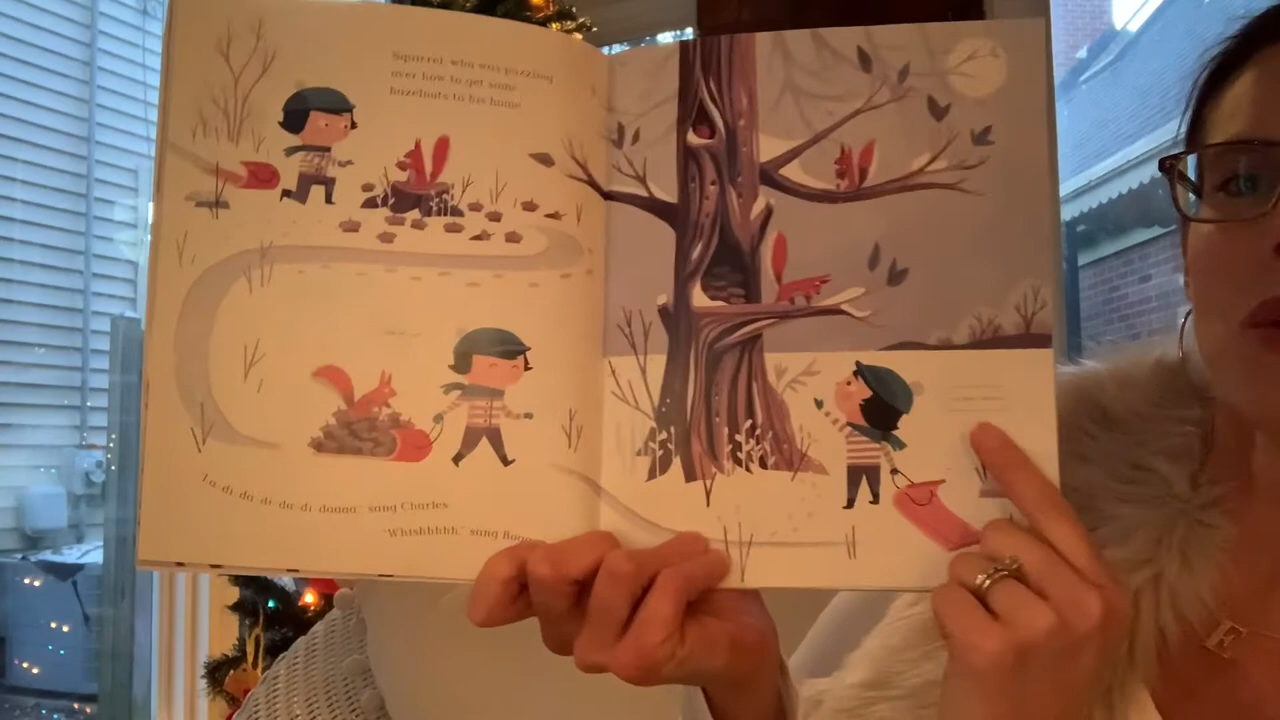 Squirrel, who was puzzling
over how to get some
hazelnuts to his home
"La di da di da di daaaa," sang Charles.
"Whishhhhh," sang